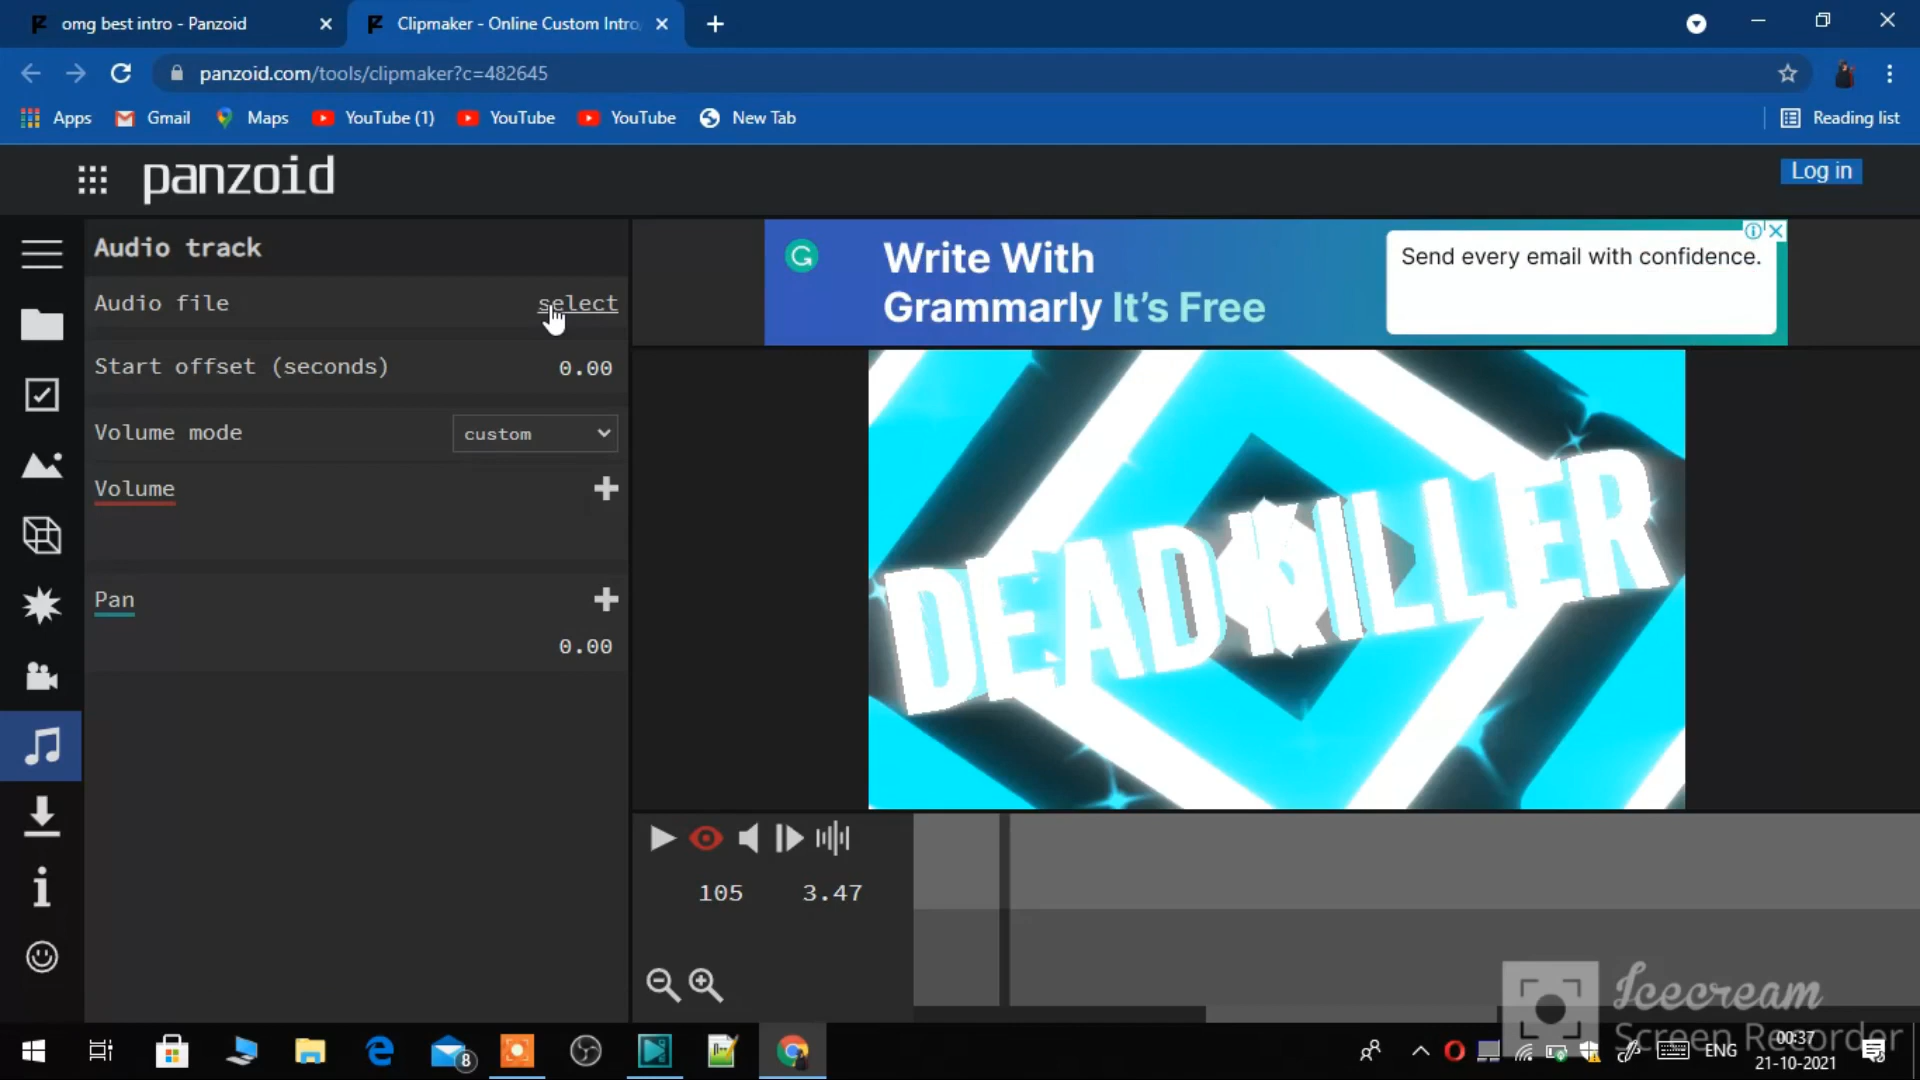 omg best intro - Panzoid
Clipmaker - Online Custom Intro,
panzoid.com/tools/clipmaker?c=482645
Apps
Gmail
Maps
YouTube (1)
YouTube
YouTube
New Tab
Reading list
panzoid
Log in
Audio track
Audio file
select
Start offset (seconds)
0.00
Volume mode
custom
Volume
Pan
0.00
Write With
Grammarly It's Free
Send every email with confidence.
DEADKILLER
105
3.47
Icecream
Screen Recorder
8
ENG
00:37
21-10-2021